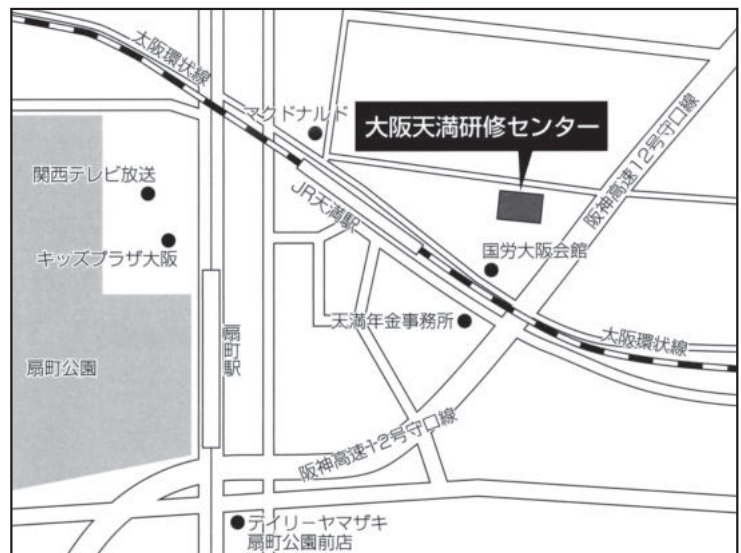 大阪環状線
マクドナルド
大阪天満研修センター
阪神高速12号守口線
関西テレビ放送
JR天満駅
キッズプラザ大阪
国労大阪会館
天満年金事務所
扇町駅
大阪環状線
扇町公園
阪神高速12号守口線
デイリーヤマザキ
扇町公園前店